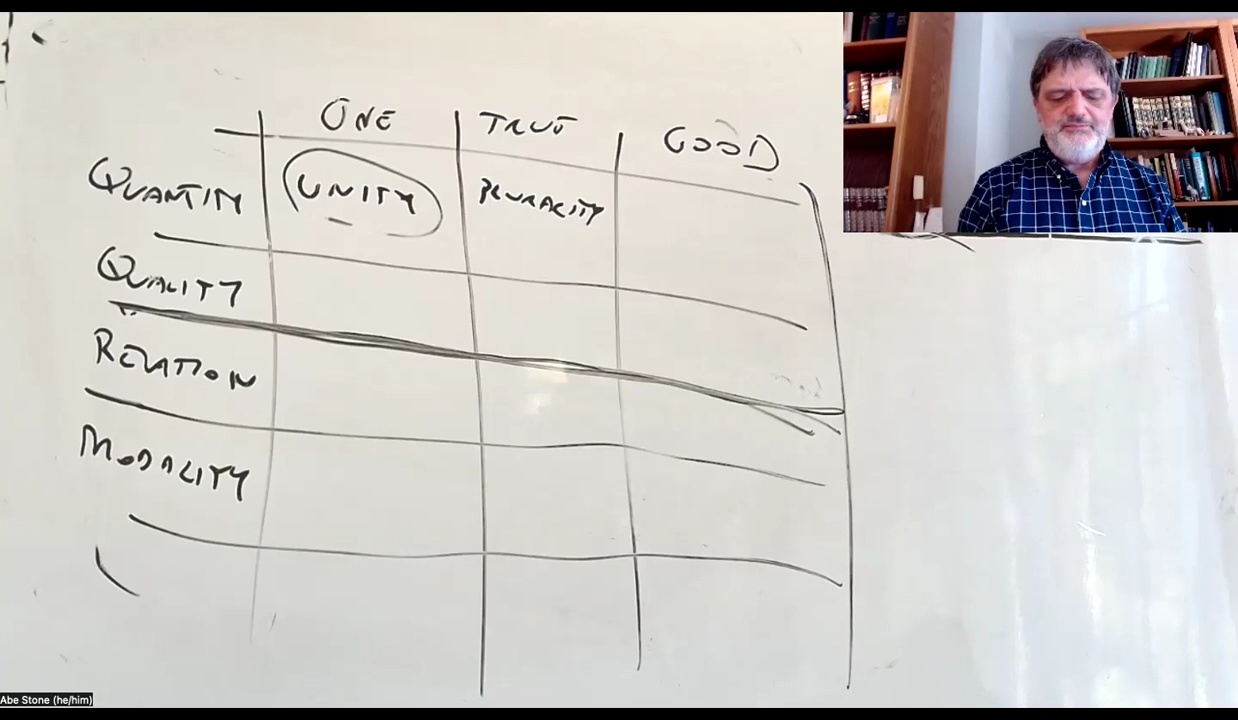 ONE TRUE GOOD
QUANTITY UNITY PLURALITY
QUALITY
RELATION
MODALITY
Abe Stone (he/him)